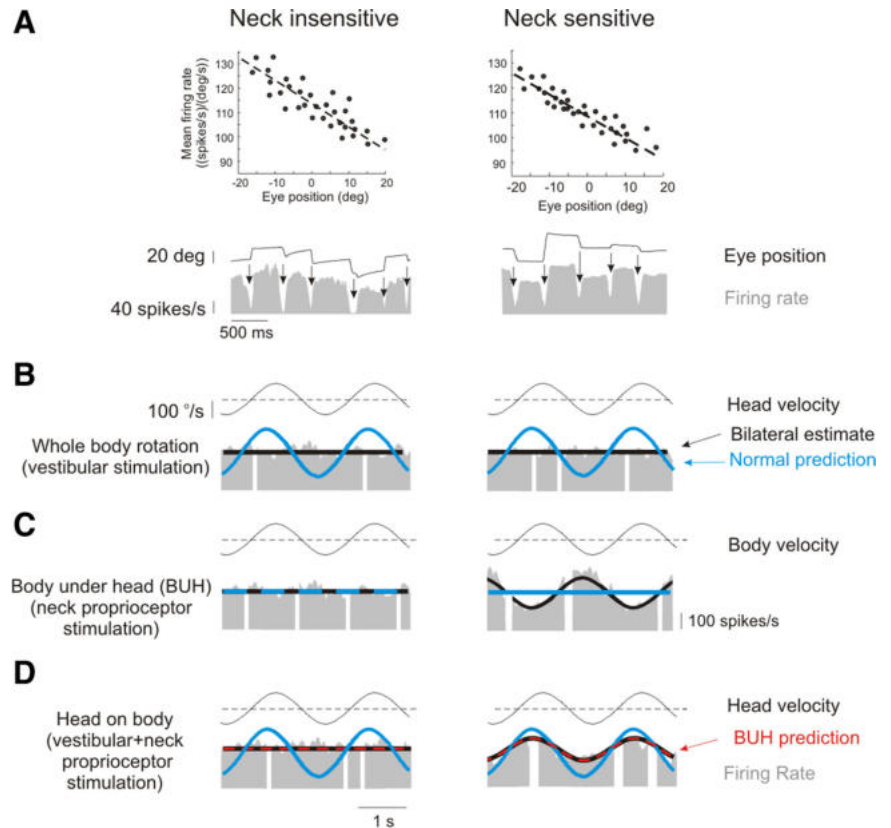 A
Neck insensitive
Neck sensitive
Mean firing rate
((spikes/s)/(deg/s))
130
120
110
100
90
-20
-10
0
10
20
Eye position (deg)
130
120
110
100
90
-20
-10
0
10
20
Eye position (deg)
20 deg
Eye position
40 spikes/s
Firing rate
500 ms
B
100 °/s
Head velocity
Whole body rotation
(vestibular stimulation)
Bilateral estimate
Normal prediction
C
Body velocity
Body under head (BUH)
(neck proprioceptor
stimulation)
100 spikes/s
D
Head velocity
Head on body
(vestibular+neck
proprioceptor
stimulation)
BUH prediction
Firing Rate
1 s